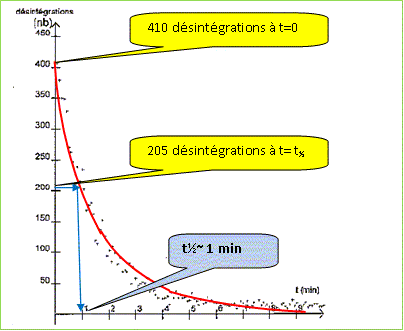 désintégrations
(nb)
410 désintégrations à t=0
450
400
350
300
250
205 désintégrations à t= t½
200
150
100
50
t½~ 1 min
t (min)
1 2 3 4 5 6 7 8 9